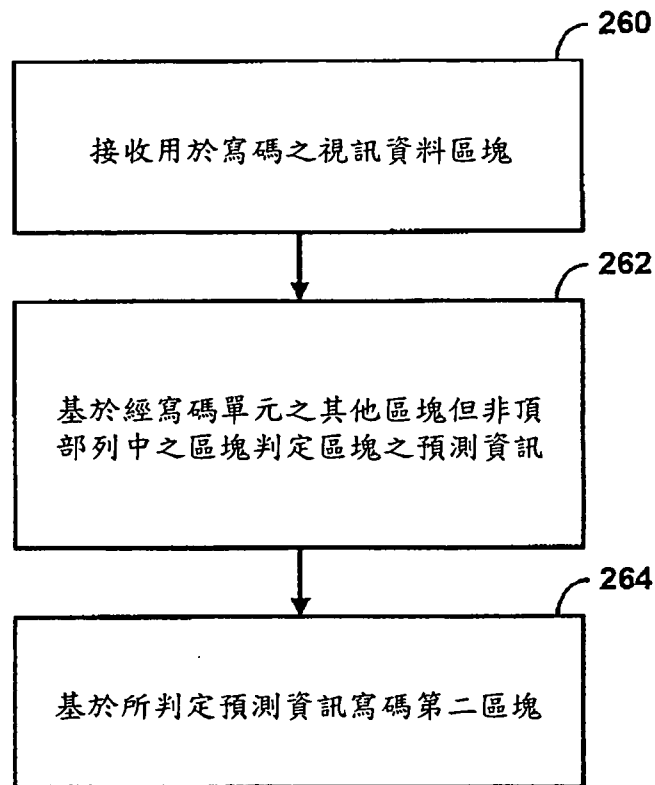 260
接收用於寫碼之視訊資料區塊
262
基於經寫碼單元之其他區塊但非頂
部列中之區塊判定區塊之預測資訊
264
基於所判定預測資訊寫碼第二區塊